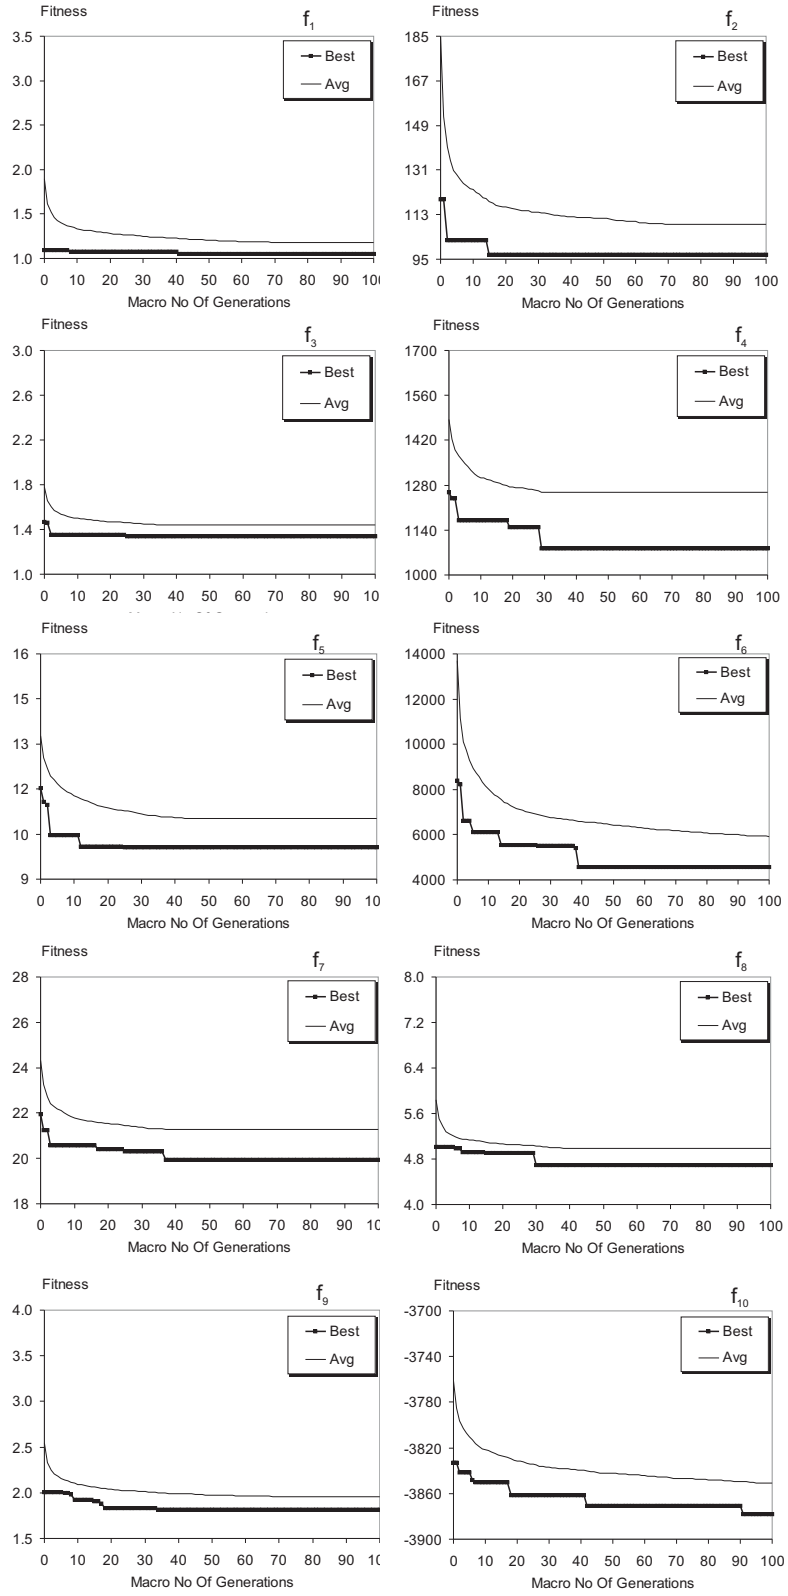 Fitness
f1
3.5
3.0
2.5
2.0
1.5
1.0
Best
Avg
0 10 20 30 40 50 60 70 80 90 10
Macro No Of Generations
Fitness
f2
185
167
149
131
113
95
Best
Avg
0 10 20 30 40 50 60 70 80 90 100
Macro No Of Generations
Fitness
f3
3.0
2.6
2.2
1.8
1.4
1.0
Best
Avg
0 10 20 30 40 50 60 70 80 90 10
Fitness
f4
1700
1560
1420
1280
1140
1000
Best
Avg
0 10 20 30 40 50 60 70 80 90 100
Fitness
f5
16
15
13
12
10
9
Best
Avg
0 10 20 30 40 50 60 70 80 90 10
Macro No Of Generations
Fitness
f6
14000
12000
10000
8000
6000
4000
Best
Avg
0 10 20 30 40 50 60 70 80 90 100
Macro No Of Generations
Fitness
f7
28
26
24
22
20
18
Best
Avg
0 10 20 30 40 50 60 70 80 90 10
Macro No Of Generations
Fitness
f8
8.0
7.2
6.4
5.6
4.8
4.0
Best
Avg
0 10 20 30 40 50 60 70 80 90 100
Macro No Of Generations
Fitness
f9
4.0
3.5
3.0
2.5
2.0
1.5
Best
Avg
0 10 20 30 40 50 60 70 80 90 10
Macro No Of Generations
Fitness
f10
-3700
-3740
-3780
-3820
-3860
-3900
Best
Avg
0 10 20 30 40 50 60 70 80 90 100
Macro No Of Generations